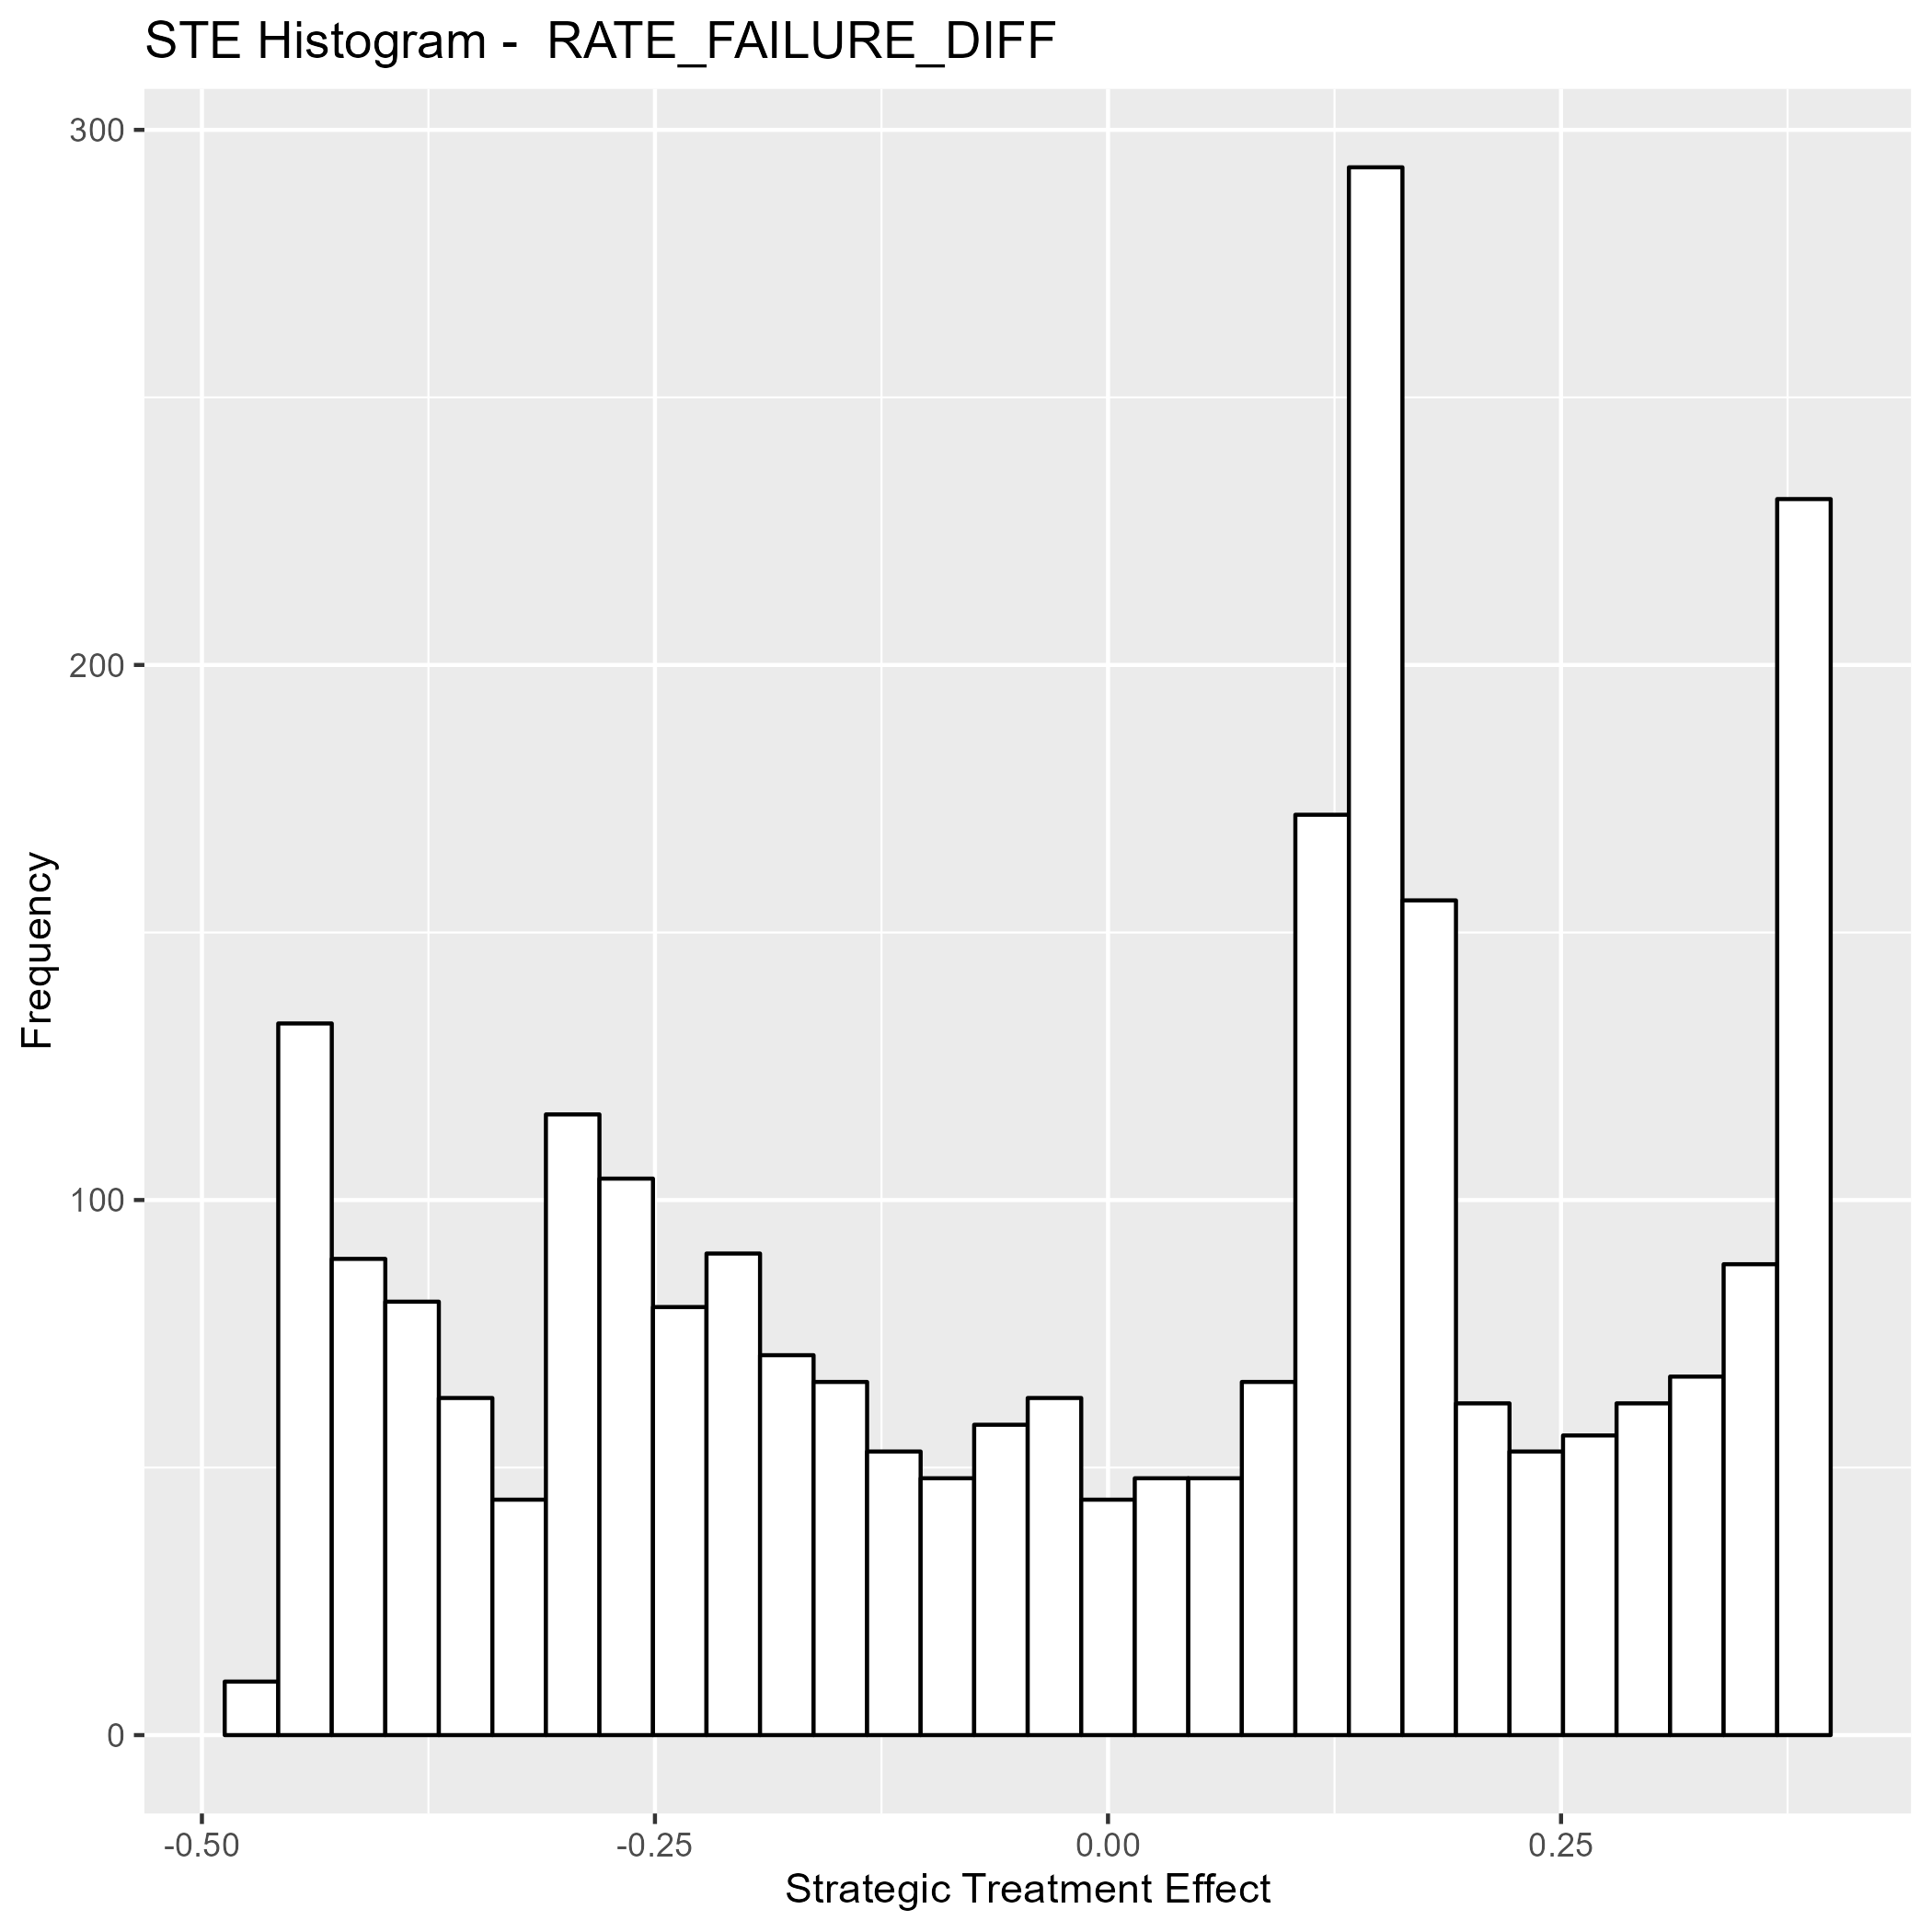 STE Histogram -  RATE_FAILURE_DIFF
300
200
100
0
Frequency
-0.50
-0.25
0.00
0.25
Strategic Treatment Effect